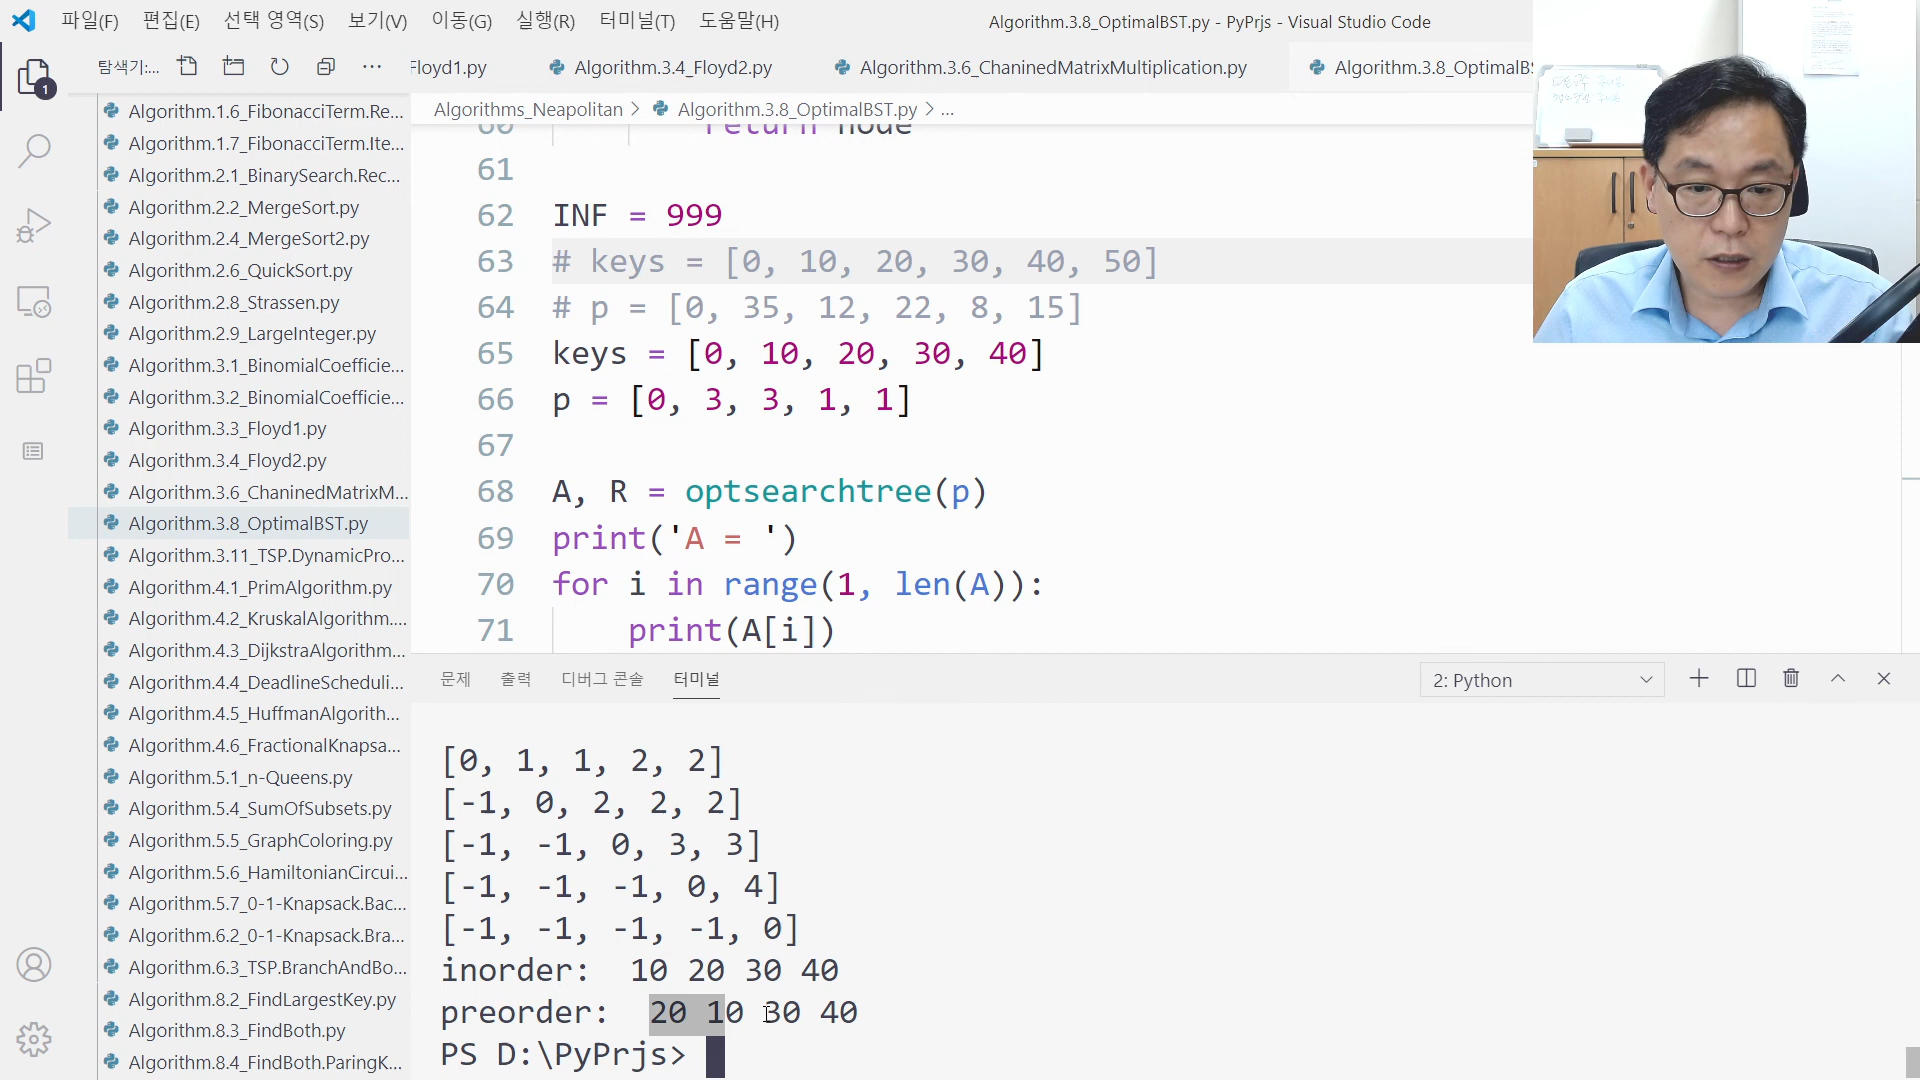 파일(F) 편집(E) 선택 영역(S) 보기(V) 이동(G) 실행(R) 터미널(T) 도움말(H) Algorithm.3.8_OptimalBST.py - PyPrjs - Visual Studio Code
탐색기:... Floyd1.py Algorithm.3.4_Floyd2.py Algorithm.3.6_ChaninedMatrixMultiplication.py Algorithm.3.8_OptimalBS
1
Algorithms_Neapolitan > Algorithm.3.8_OptimalBST.py > ...
Algorithm.1.6_FibonacciTerm.Re...
Algorithm.1.7_FibonacciTerm.Ite...
Algorithm.2.1_BinarySearch.Rec...
Algorithm.2.2_MergeSort.py
Algorithm.2.4_MergeSort2.py
Algorithm.2.6_QuickSort.py
Algorithm.2.8_Strassen.py
Algorithm.2.9_LargeInteger.py
Algorithm.3.1_BinomialCoefficie...
Algorithm.3.2_BinomialCoefficie...
Algorithm.3.3_Floyd1.py
Algorithm.3.4_Floyd2.py
Algorithm.3.6_ChaninedMatrixM...
Algorithm.3.8_OptimalBST.py
Algorithm.3.11_TSP.DynamicPro...
Algorithm.4.1_PrimAlgorithm.py
Algorithm.4.2_KruskalAlgorithm....
Algorithm.4.3_DijkstraAlgorithm...
Algorithm.4.4_DeadlineScheduli...
Algorithm.4.5_HuffmanAlgorith...
Algorithm.4.6_FractionalKnapsa...
Algorithm.5.1_n-Queens.py
Algorithm.5.4_SumOfSubsets.py
Algorithm.5.5_GraphColoring.py
Algorithm.5.6_HamiltonianCircui...
Algorithm.5.7_0-1-Knapsack.Bac...
Algorithm.6.2_0-1-Knapsack.Bra...
Algorithm.6.3_TSP.BranchAndBo...
Algorithm.8.2_FindLargestKey.py
Algorithm.8.3_FindBoth.py
Algorithm.8.4_FindBoth.ParingK...
60 return node
61
62 INF = 999
63 # keys = [0, 10, 20, 30, 40, 50]
64 # p = [0, 35, 12, 22, 8, 15]
65 keys = [0, 10, 20, 30, 40]
66 p = [0, 3, 3, 1, 1]
67
68 A, R = optsearchtree(p)
69 print('A = ')
70 for i in range(1, len(A)):
71 print(A[i])
문제 출력 디버그 콘솔 터미널 2: Python
[0, 1, 1, 2, 2]
[-1, 0, 2, 2, 2]
[-1, -1, 0, 3, 3]
[-1, -1, -1, 0, 4]
[-1, -1, -1, -1, 0]
inorder: 10 20 30 40
preorder: 20 10 30 40
PS D:\PyPrjs>